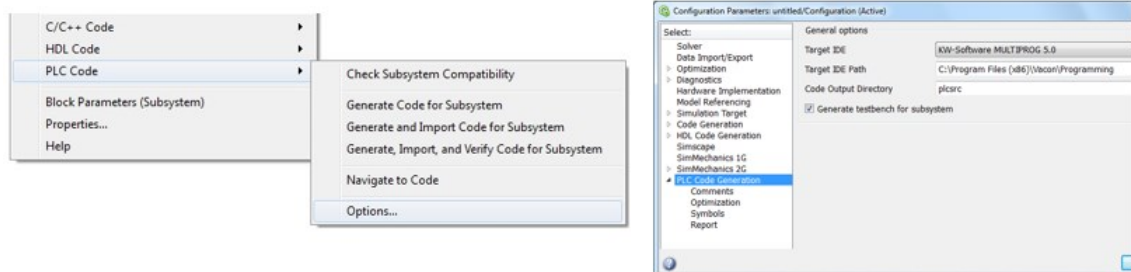 C/C++ Code
HDL Code
PLC Code
Block Parameters (Subsystem)
Properties...
Help
Check Subsystem Compatibility
Generate Code for Subsystem
Generate and Import Code for Subsystem
Generate, Import, and Verify Code for Subsystem
Navigate to Code
Options...
Configuration Parameters: untitled/Configuration (Active)
Select:
Solver
Data Import/Export
Optimization
Diagnostics
Hardware Implementation
Model Referencing
Simulation Target
Code Generation
HDL Code Generation
Simscape
SimMechanics 1G
SimMechanics 2G
PLC Code Generation
Comments
Optimization
Symbols
Report
General options
Target IDE
KW-Software MULTIPROG 5.0
Target IDE Path
C:\Program Files (x86)\Vacon\Programming
Code Output Directory
plcsrc
Generate testbench for subsystem